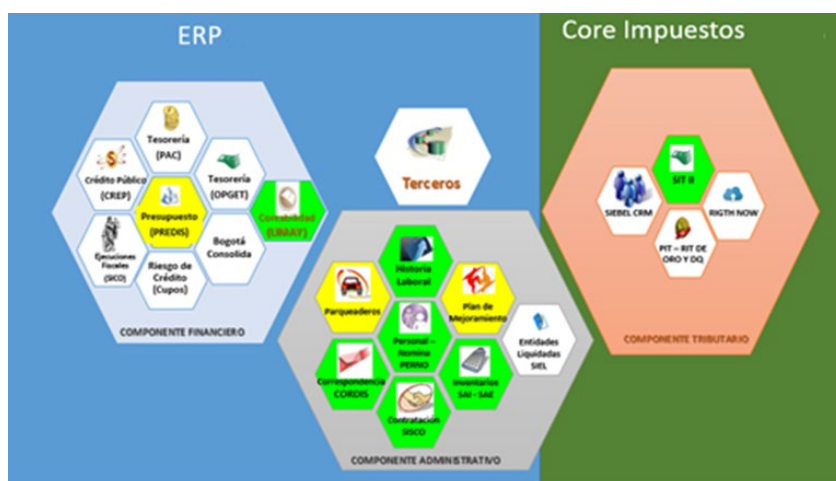 ERP
Core Impuestos
Tesorería
(PAC)
Crédito Público
(CREP)
Tesorería
(OPGET)
Presupuesto
(PREDIS)
Contabilidad
(LIMAY)
Ejecuciones
Fiscales
(SICO)
Riesgo de
Crédito
(Cupos)
Bogotá
Consolida
COMPONENTE FINANCIERO
Terceros
Historia
Laboral
Parqueaderos
Plan de
Mejoramiento
Personal –
Nomina
PERNO
Entidades
Liquidadas
SIEL
Correspondencia
CORDIS
Inventarios
SAI - SAE
Contratación
SISCO
COMPONENTE ADMINISTRATIVO
SIT II
SIEBEL CRM
RIGTH NOW
PIT – RIT DE
ORO Y DQ
COMPONENTE TRIBUTARIO